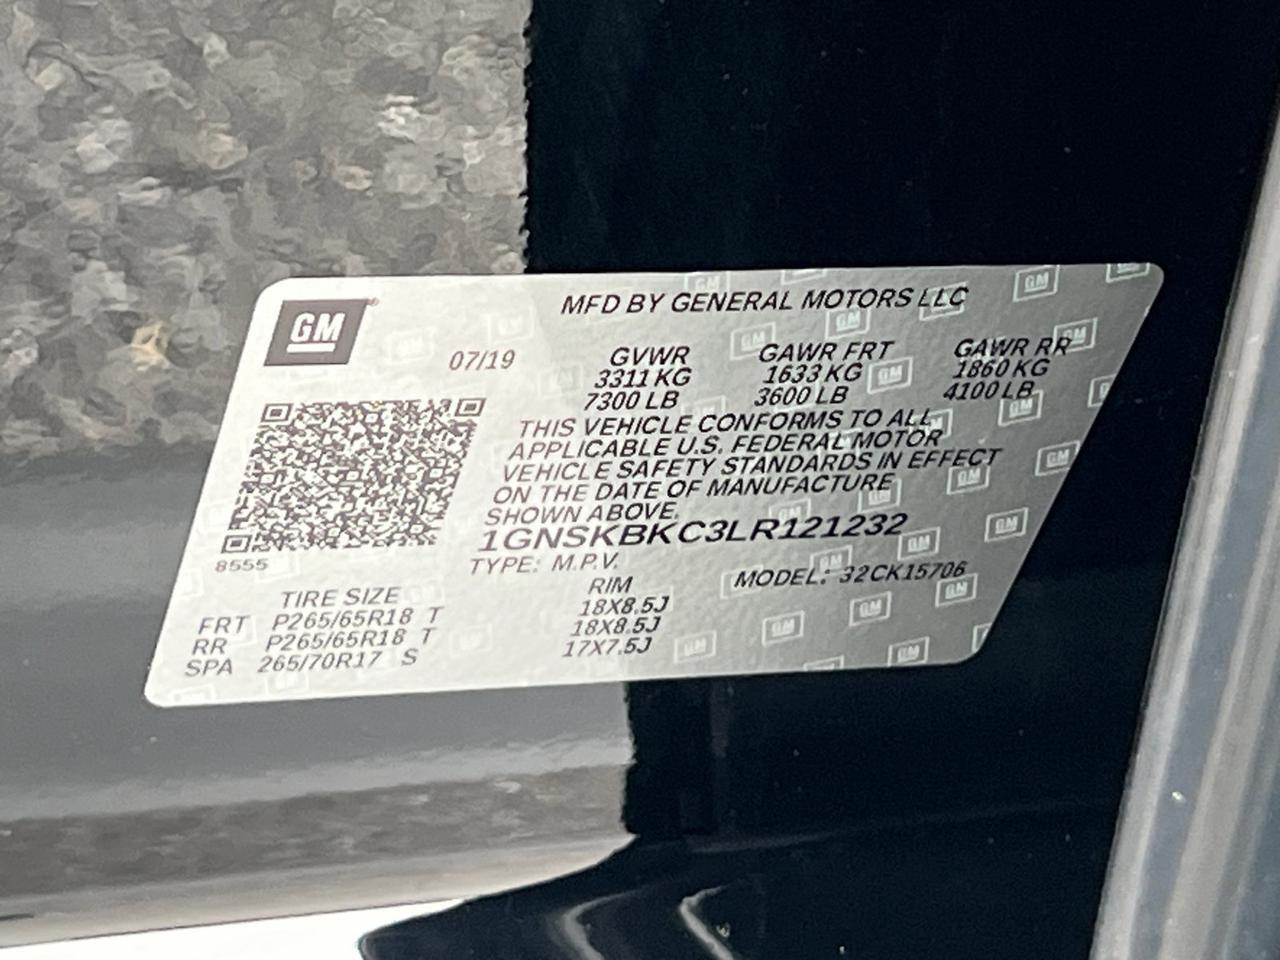 GM
MFD BY GENERAL MOTORS LLC
07/19 GVWR GAWR FRT GAWR RR
3311 KG 1633 KG 1860 KG
7300 LB 3600 LB 4100 LB
THIS VEHICLE CONFORMS TO ALL
APPLICABLE U.S. FEDERAL MOTOR
VEHICLE SAFETY STANDARDS IN EFFECT
ON THE DATE OF MANUFACTURE
SHOWN ABOVE.
1GNSKBKC3LR121232
8555 TYPE: M.P.V. MODEL: 32CK15706
TIRE SIZE RIM
FRT P265/65R18 T 18X8.5J
RR P265/65R18 T 18X8.5J
SPA 265/70R17 S 17X7.5J